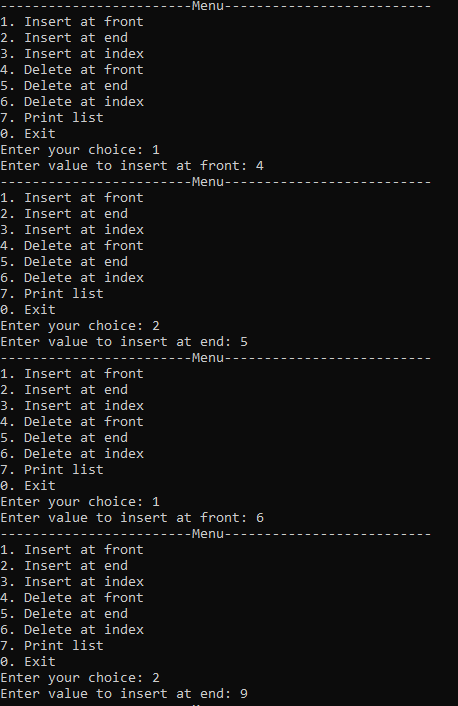 ------------------------Menu--------------------------
1. Insert at front
2. Insert at end
3. Insert at index
4. Delete at front
5. Delete at end
6. Delete at index
7. Print list
0. Exit
Enter your choice: 1
Enter value to insert at front: 4
------------------------Menu--------------------------
1. Insert at front
2. Insert at end
3. Insert at index
4. Delete at front
5. Delete at end
6. Delete at index
7. Print list
0. Exit
Enter your choice: 2
Enter value to insert at end: 5
------------------------Menu--------------------------
1. Insert at front
2. Insert at end
3. Insert at index
4. Delete at front
5. Delete at end
6. Delete at index
7. Print list
0. Exit
Enter your choice: 1
Enter value to insert at front: 6
------------------------Menu--------------------------
1. Insert at front
2. Insert at end
3. Insert at index
4. Delete at front
5. Delete at end
6. Delete at index
7. Print list
0. Exit
Enter your choice: 2
Enter value to insert at end: 9